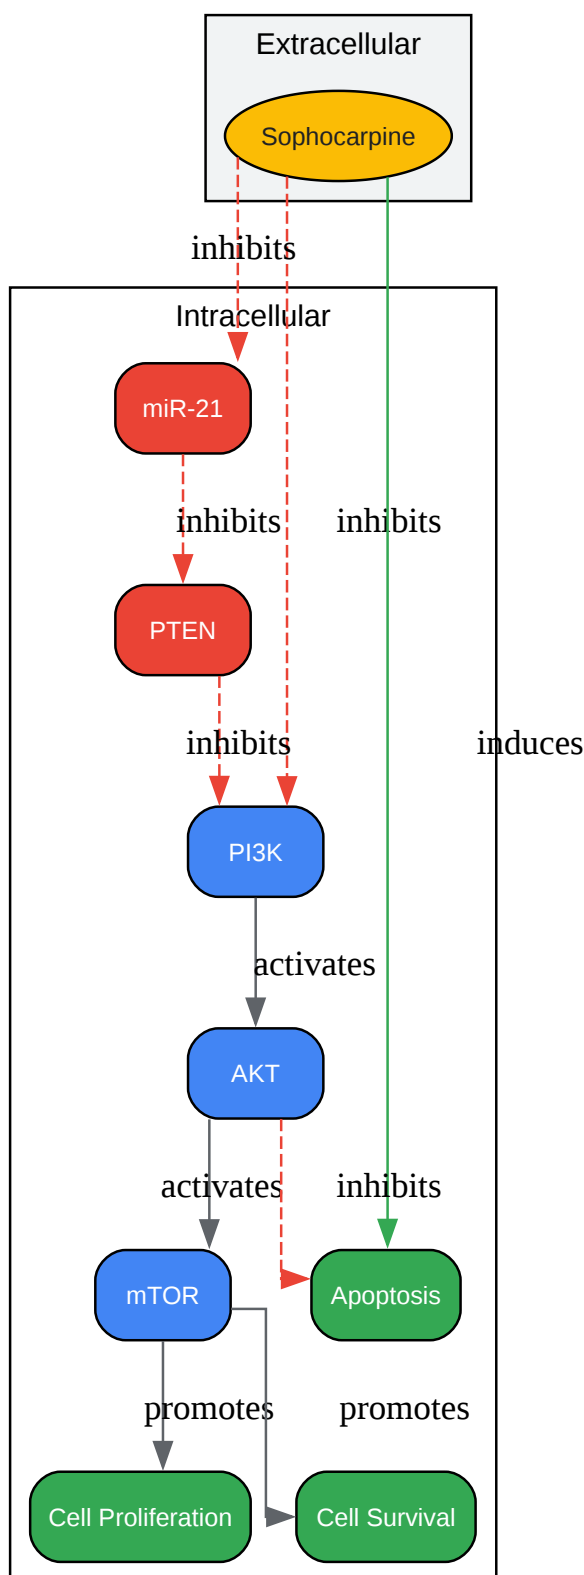 Extracellular
Sophocarpine
inhibits
Intracellular
miR-21
inhibits
inhibits
PTEN
inhibits
induces
PI3K
activates
AKT
activates
inhibits
mTOR
Apoptosis
promotes
promotes
Cell Proliferation
Cell Survival